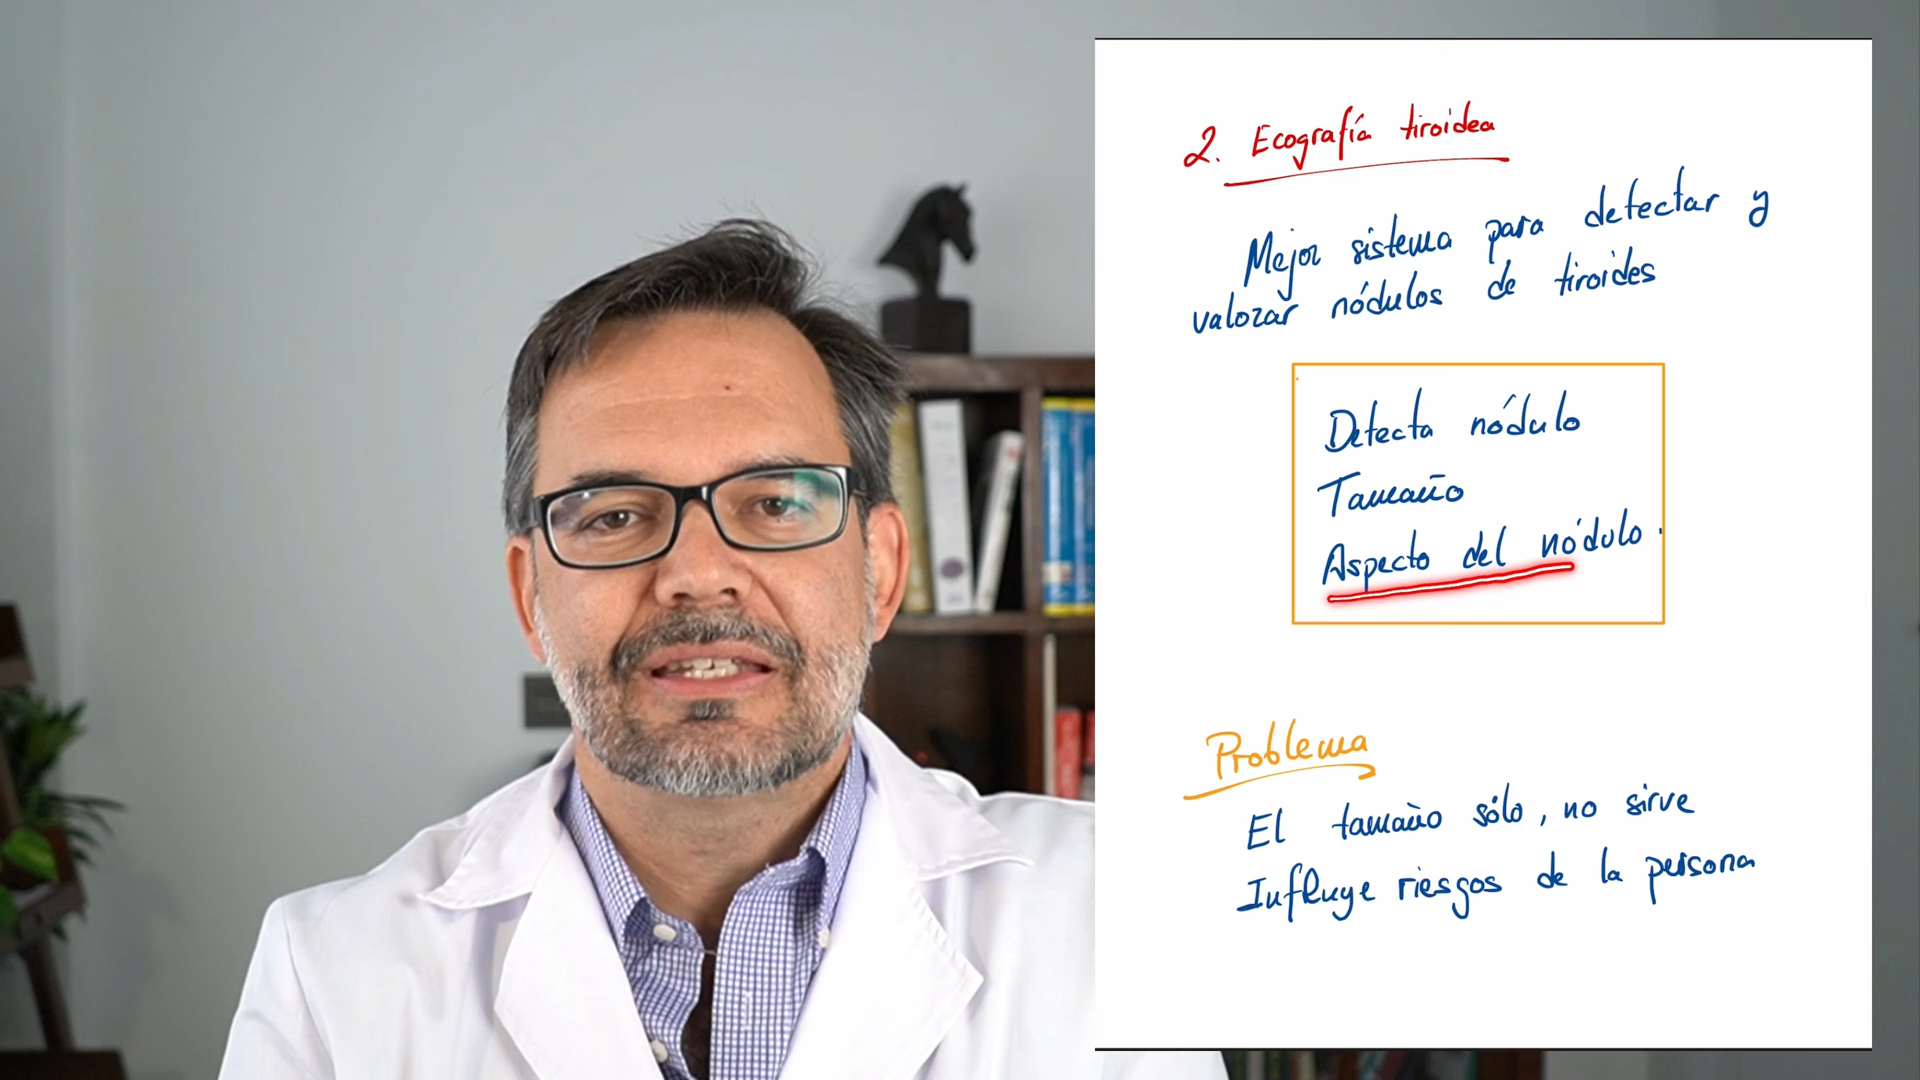 2. Ecografía tiroidea
Mejor sistema para detectar y
valorar nódulos de tiroides
Detecta nódulo
Tamaño
Aspecto del nódulo.
Problema
El tamaño sólo, no sirve
Influye riesgos de la persona